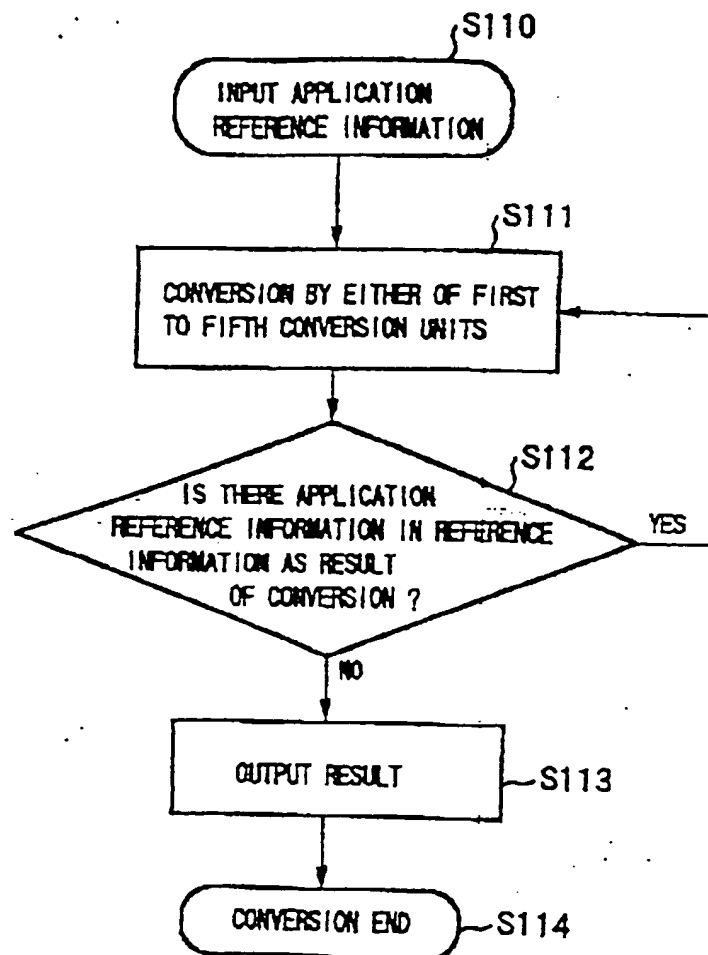 S110
INPUT APPLICATION
REFERENCE INFORMATION
S111
CONVERSION BY EITHER OF FIRST
TO FIFTH CONVERSION UNITS
S112
IS THERE APPLICATION
REFERENCE INFORMATION IN REFERENCE
INFORMATION AS RESULT
OF CONVERSION ?
YES
NO
OUTPUT RESULT
S113
CONVERSION END
S114